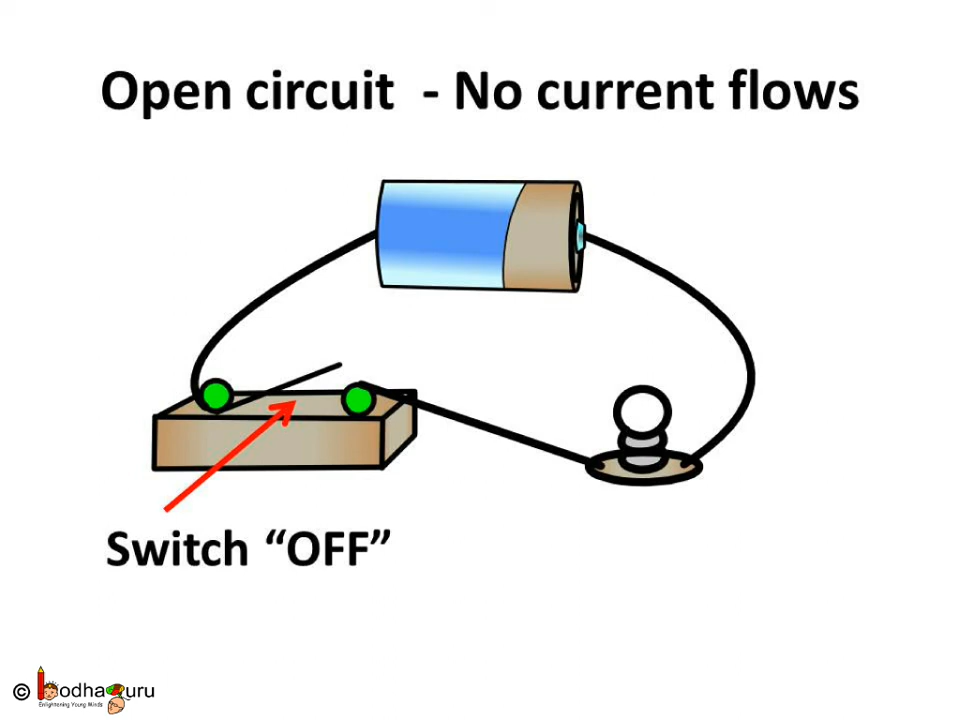 Open circuit - No current flows
Switch “OFF”
© bodhaguru
Enlightening Young Minds